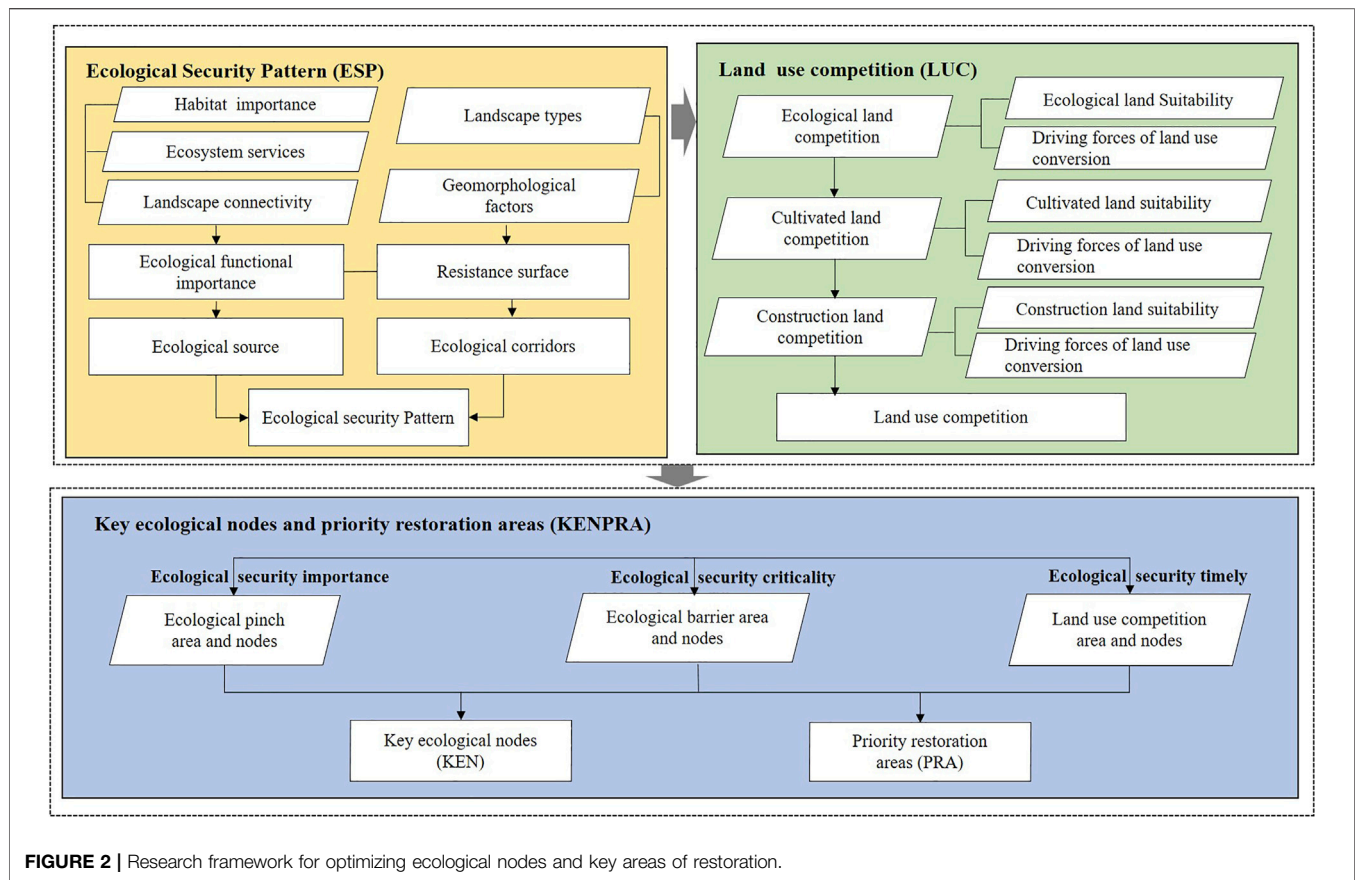 Ecological Security Pattern (ESP)
Habitat importance
Ecosystem services
Landscape connectivity
Landscape types
Geomorphological
factors
Ecological functional
importance
Resistance surface
Ecological source
Ecological corridors
Ecological security Pattern
Land use competition (LUC)
Ecological land
competition
Ecological land Suitability
Driving forces of land use
conversion
Cultivated land
competition
Cultivated land suitability
Driving forces of land use
conversion
Construction land
competition
Construction land suitability
Driving forces of land use
conversion
Land use competition
Key ecological nodes and priority restoration areas (KENPRA)
Ecological security importance
Ecological security criticality
Ecological security timely
Ecological pinch
area and nodes
Ecological barrier area
and nodes
Land use competition
area and nodes
Key ecological nodes
(KEN)
Priority restoration
areas (PRA)
FIGURE 2 | Research framework for optimizing ecological nodes and key areas of restoration.